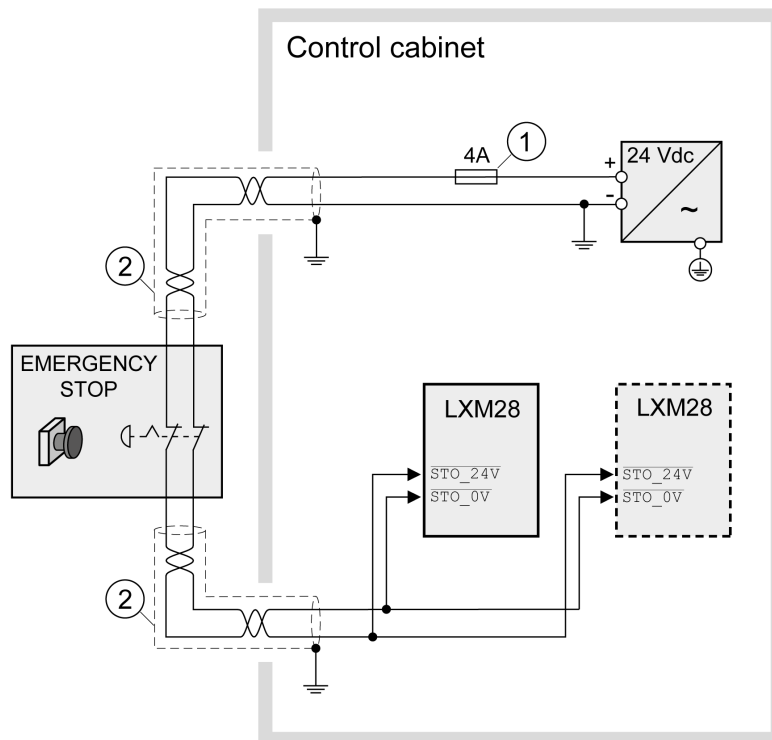 Control cabinet
1
4A
+
24 Vdc
-
~
2
EMERGENCY
STOP
LXM28
STO_24V
STO_0V
LXM28
STO_24V
STO_0V
2